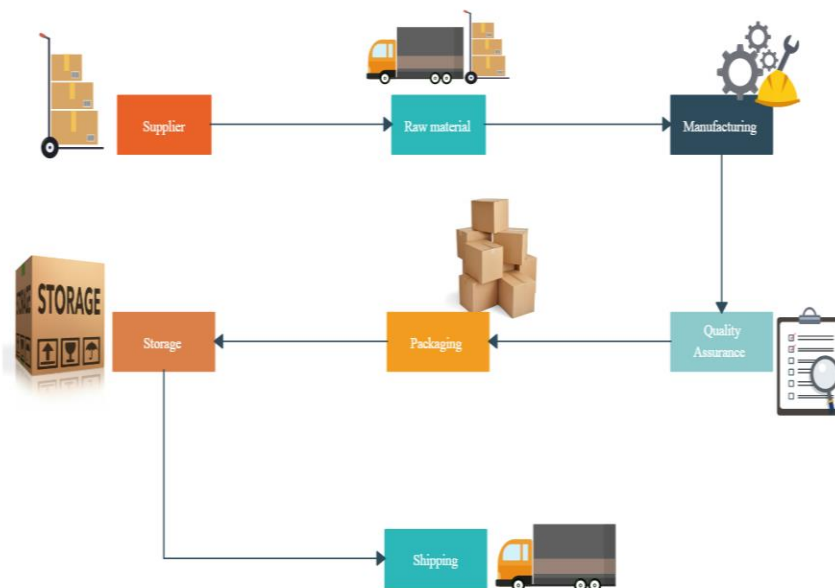 Supplier
Raw material
Manufacturing
STORAGE
Storage
Packaging
Quality
Assurance
Shipping